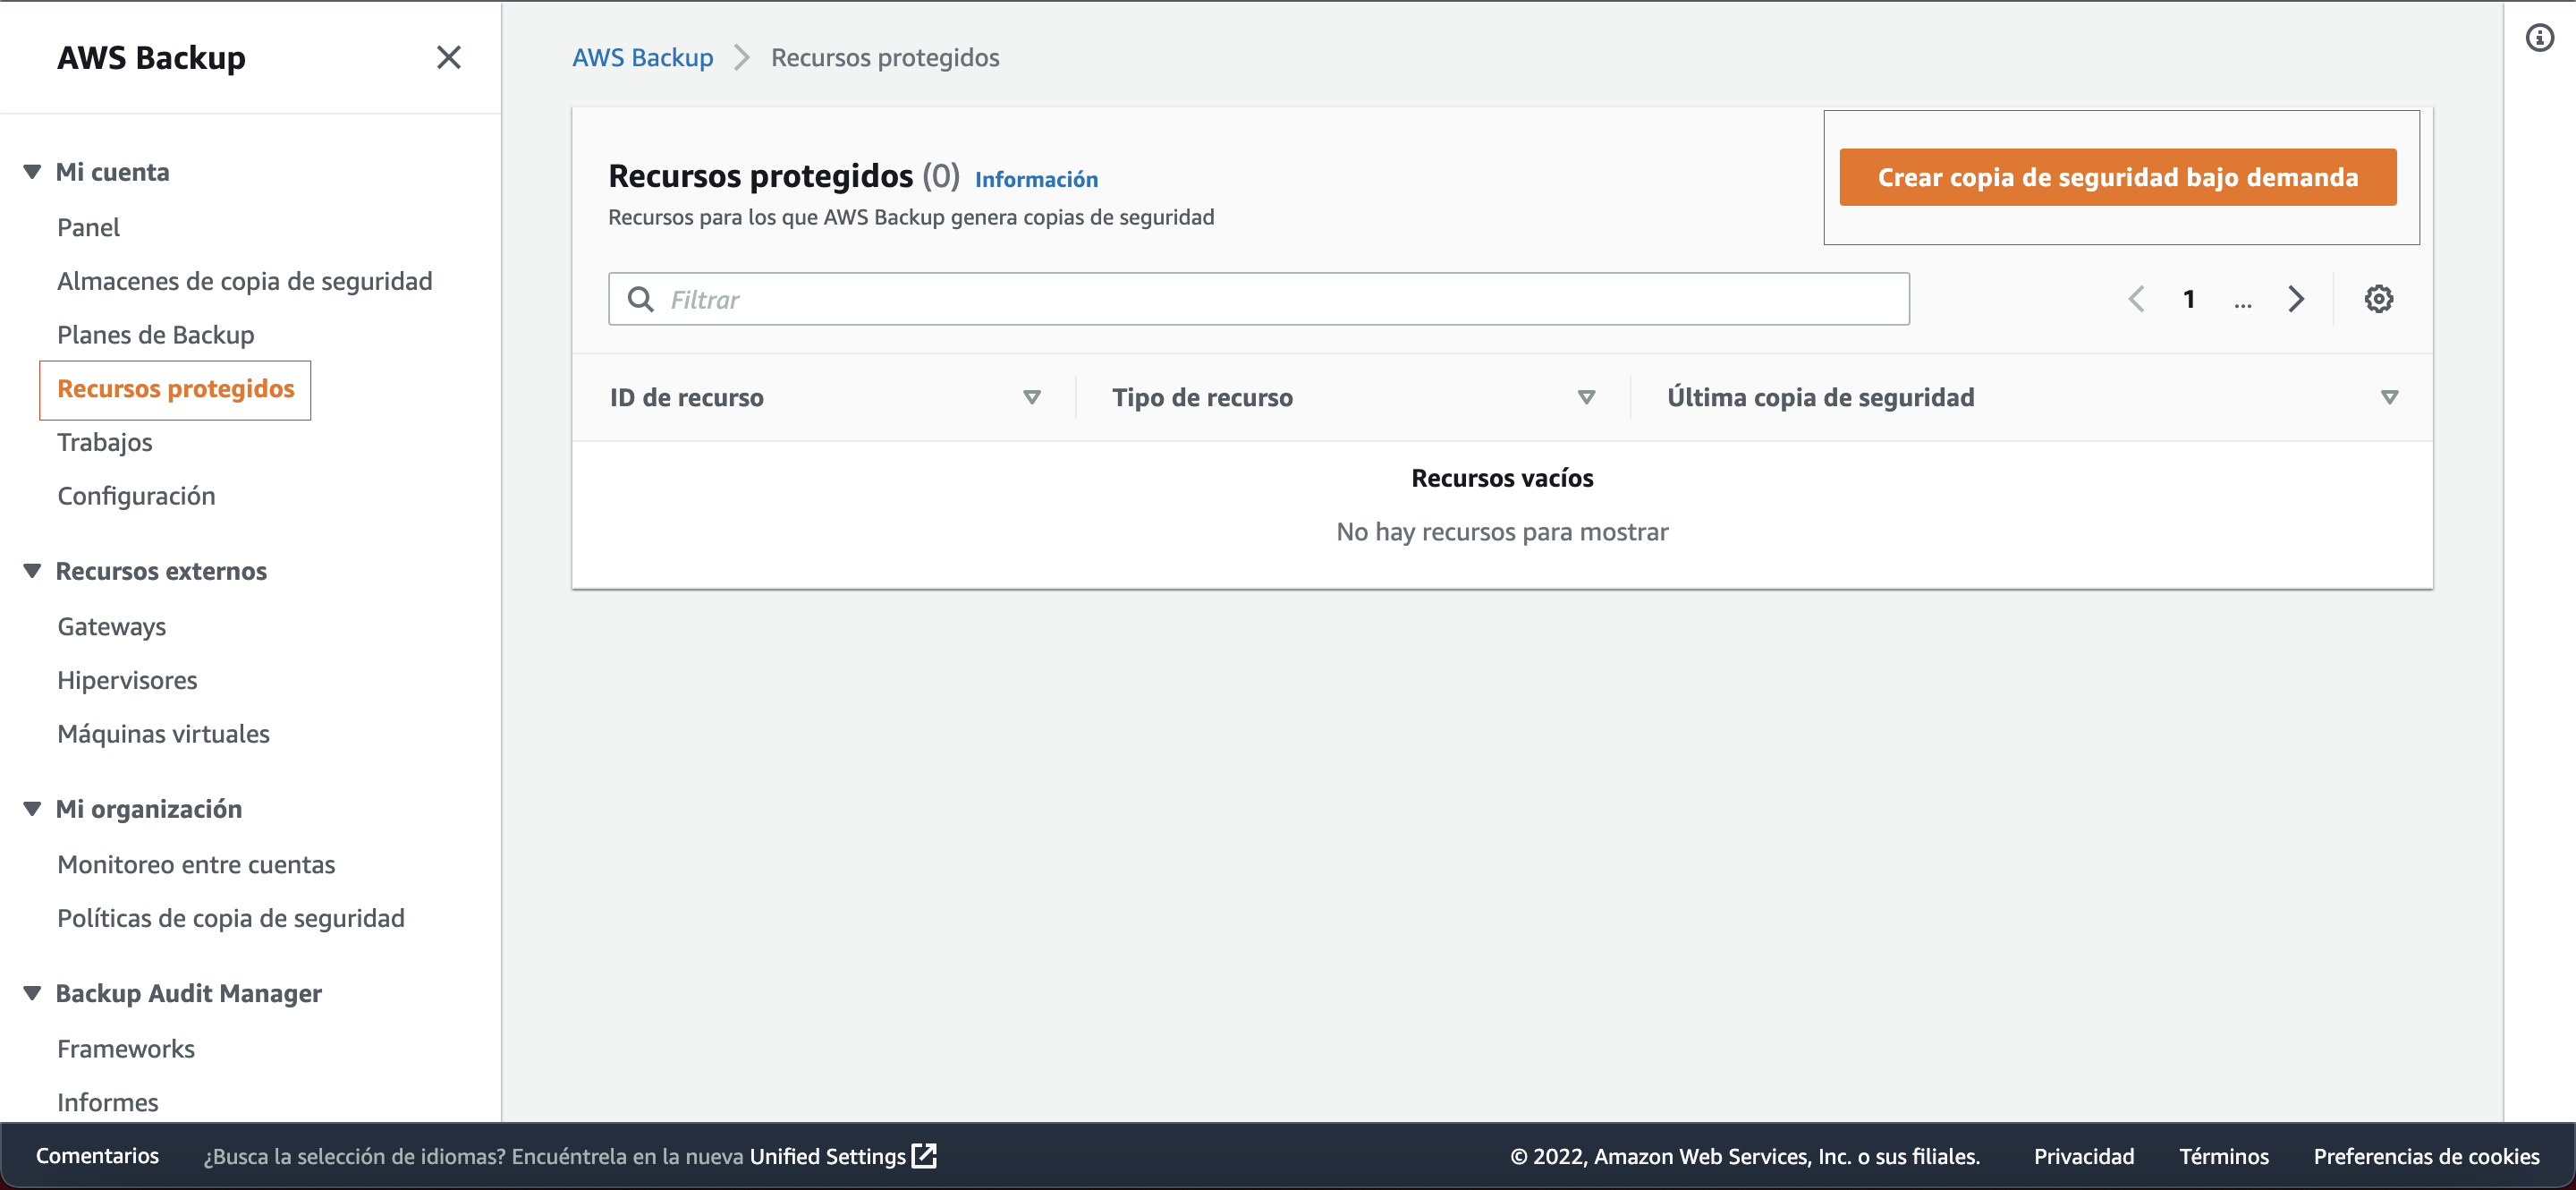 AWS Backup
Mi cuenta
Panel
Almacenes de copia de seguridad
Planes de Backup
Recursos protegidos
Trabajos
Configuración
Recursos externos
Gateways
Hipervisores
Máquinas virtuales
Mi organización
Monitoreo entre cuentas
Políticas de copia de seguridad
Backup Audit Manager
Frameworks
Informes
AWS Backup > Recursos protegidos
Recursos protegidos (0) Información
Recursos para los que AWS Backup genera copias de seguridad
Crear copia de seguridad bajo demanda
Filtrar
1 ...
ID de recurso Tipo de recurso Última copia de seguridad
Recursos vacíos
No hay recursos para mostrar
Comentarios ¿Busca la selección de idiomas? Encuéntrela en la nueva Unified Settings © 2022, Amazon Web Services, Inc. o sus filiales. Privacidad Términos Preferencias de cookies